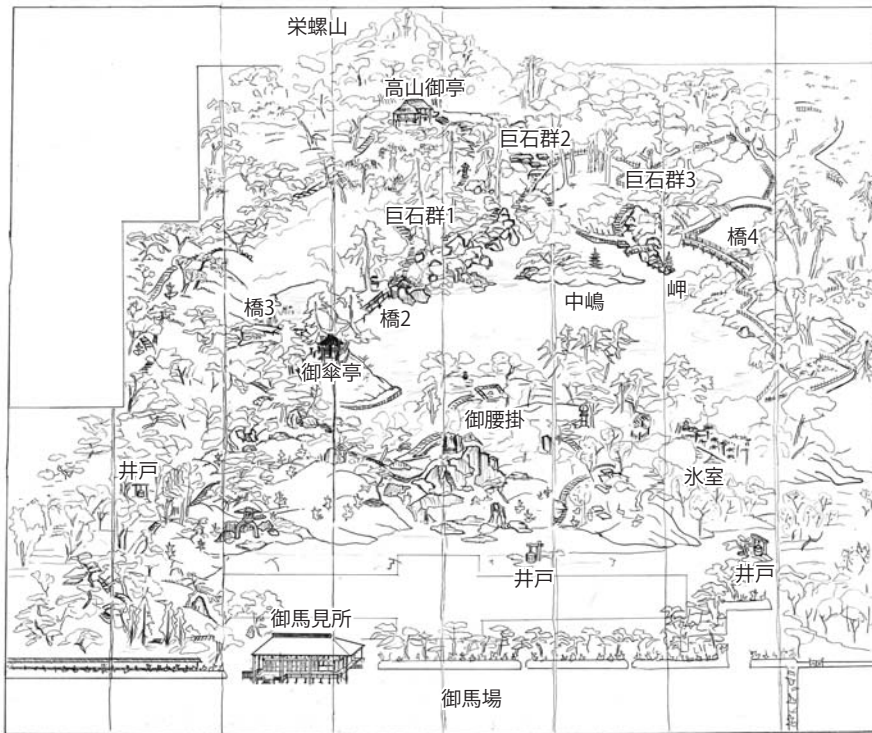 栄螺山
高山御亭
巨石群2
巨石群3
巨石群1
橋4
岬
橋3
橋2
中嶋
御傘亭
御腰掛
井戸
氷室
井戸
井戸
御馬見所
御馬場